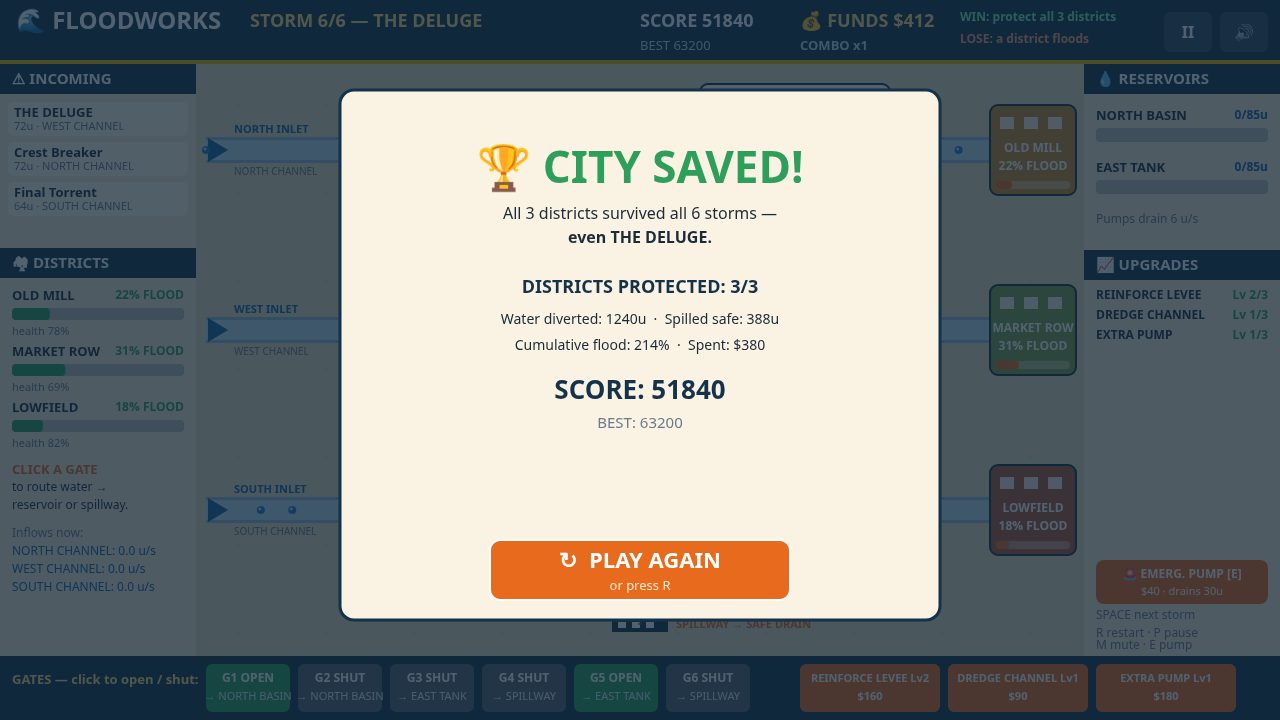 🌊 FLOODWORKS
STORM 6/6 — THE DELUGE
SCORE 51840
BEST 63200
💰 FUNDS $412
COMBO x1
WIN: protect all 3 districts
LOSE: a district floods
II
⚠ INCOMING
THE DELUGE
72u · WEST CHANNEL
Crest Breaker
72u · NORTH CHANNEL
Final Torrent
64u · SOUTH CHANNEL
DISTRICTS
OLD MILL 22% FLOOD
health 78%
MARKET ROW 31% FLOOD
health 69%
LOWFIELD 18% FLOOD
health 82%
CLICK A GATE
to route water →
reservoir or spillway.
Inflows now:
NORTH CHANNEL: 0.0 u/s
WEST CHANNEL: 0.0 u/s
SOUTH CHANNEL: 0.0 u/s
NORTH INLET
NORTH CHANNEL
WEST INLET
WEST CHANNEL
SOUTH INLET
SOUTH CHANNEL
🏆 CITY SAVED!
All 3 districts survived all 6 storms —
even THE DELUGE.
DISTRICTS PROTECTED: 3/3
Water diverted: 1240u · Spilled safe: 388u
Cumulative flood: 214% · Spent: $380
SCORE: 51840
BEST: 63200
↻ PLAY AGAIN
or press R
SPILLWAY → SAFE DRAIN
OLD MILL
22% FLOOD
MARKET ROW
31% FLOOD
LOWFIELD
18% FLOOD
💧 RESERVOIRS
NORTH BASIN 0/85u
EAST TANK 0/85u
Pumps drain 6 u/s
📈 UPGRADES
REINFORCE LEVEE Lv 2/3
DREDGE CHANNEL Lv 1/3
EXTRA PUMP Lv 1/3
🚨 EMERG. PUMP [E]
$40 · drains 30u
SPACE next storm
R restart · P pause
M mute · E pump
GATES — click to open / shut:
G1 OPEN
→ NORTH BASIN
G2 SHUT
→ NORTH BASIN
G3 SHUT
→ EAST TANK
G4 SHUT
→ SPILLWAY
G5 OPEN
→ EAST TANK
G6 SHUT
→ SPILLWAY
REINFORCE LEVEE Lv2
$160
DREDGE CHANNEL Lv1
$90
EXTRA PUMP Lv1
$180